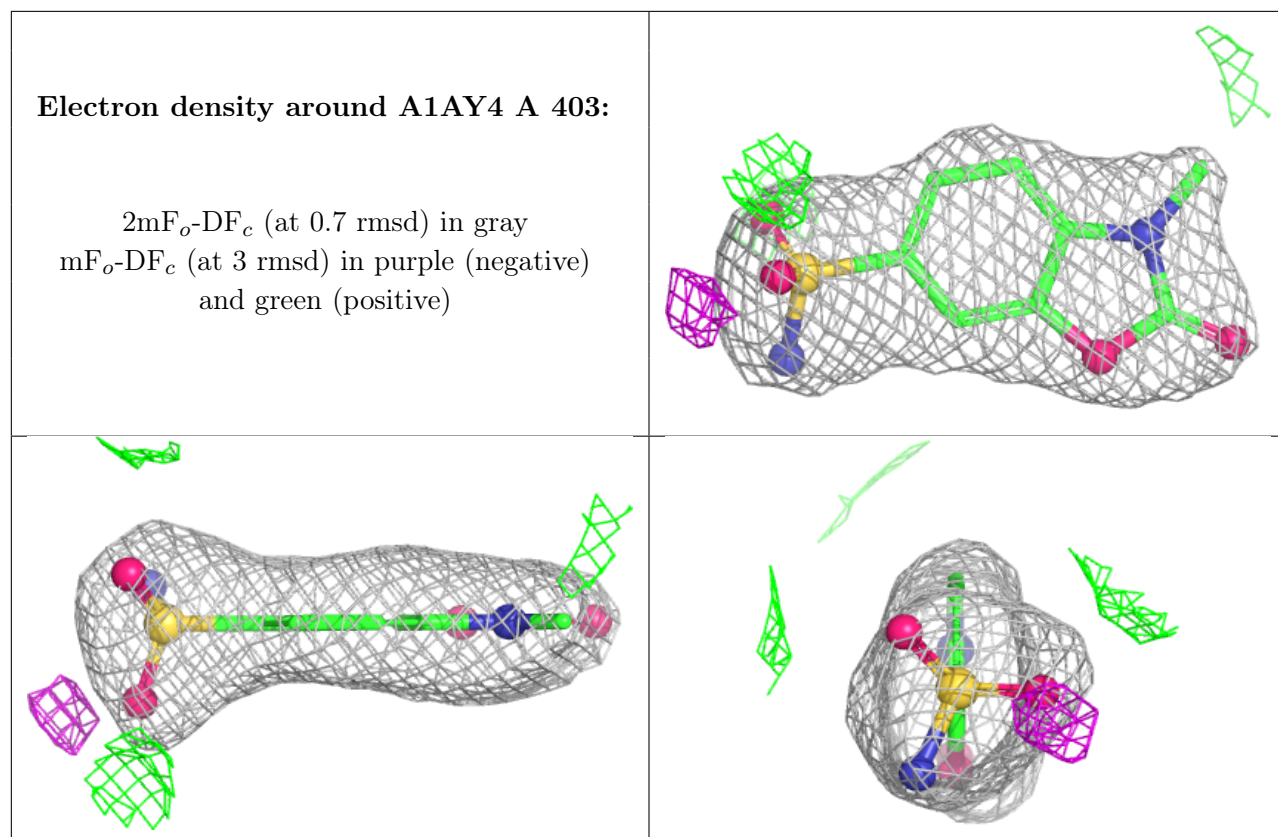 Electron density around A1AY4 A 403:
2mFo-DFc (at 0.7 rmsd) in gray
mFo-DFc (at 3 rmsd) in purple (negative)
and green (positive)